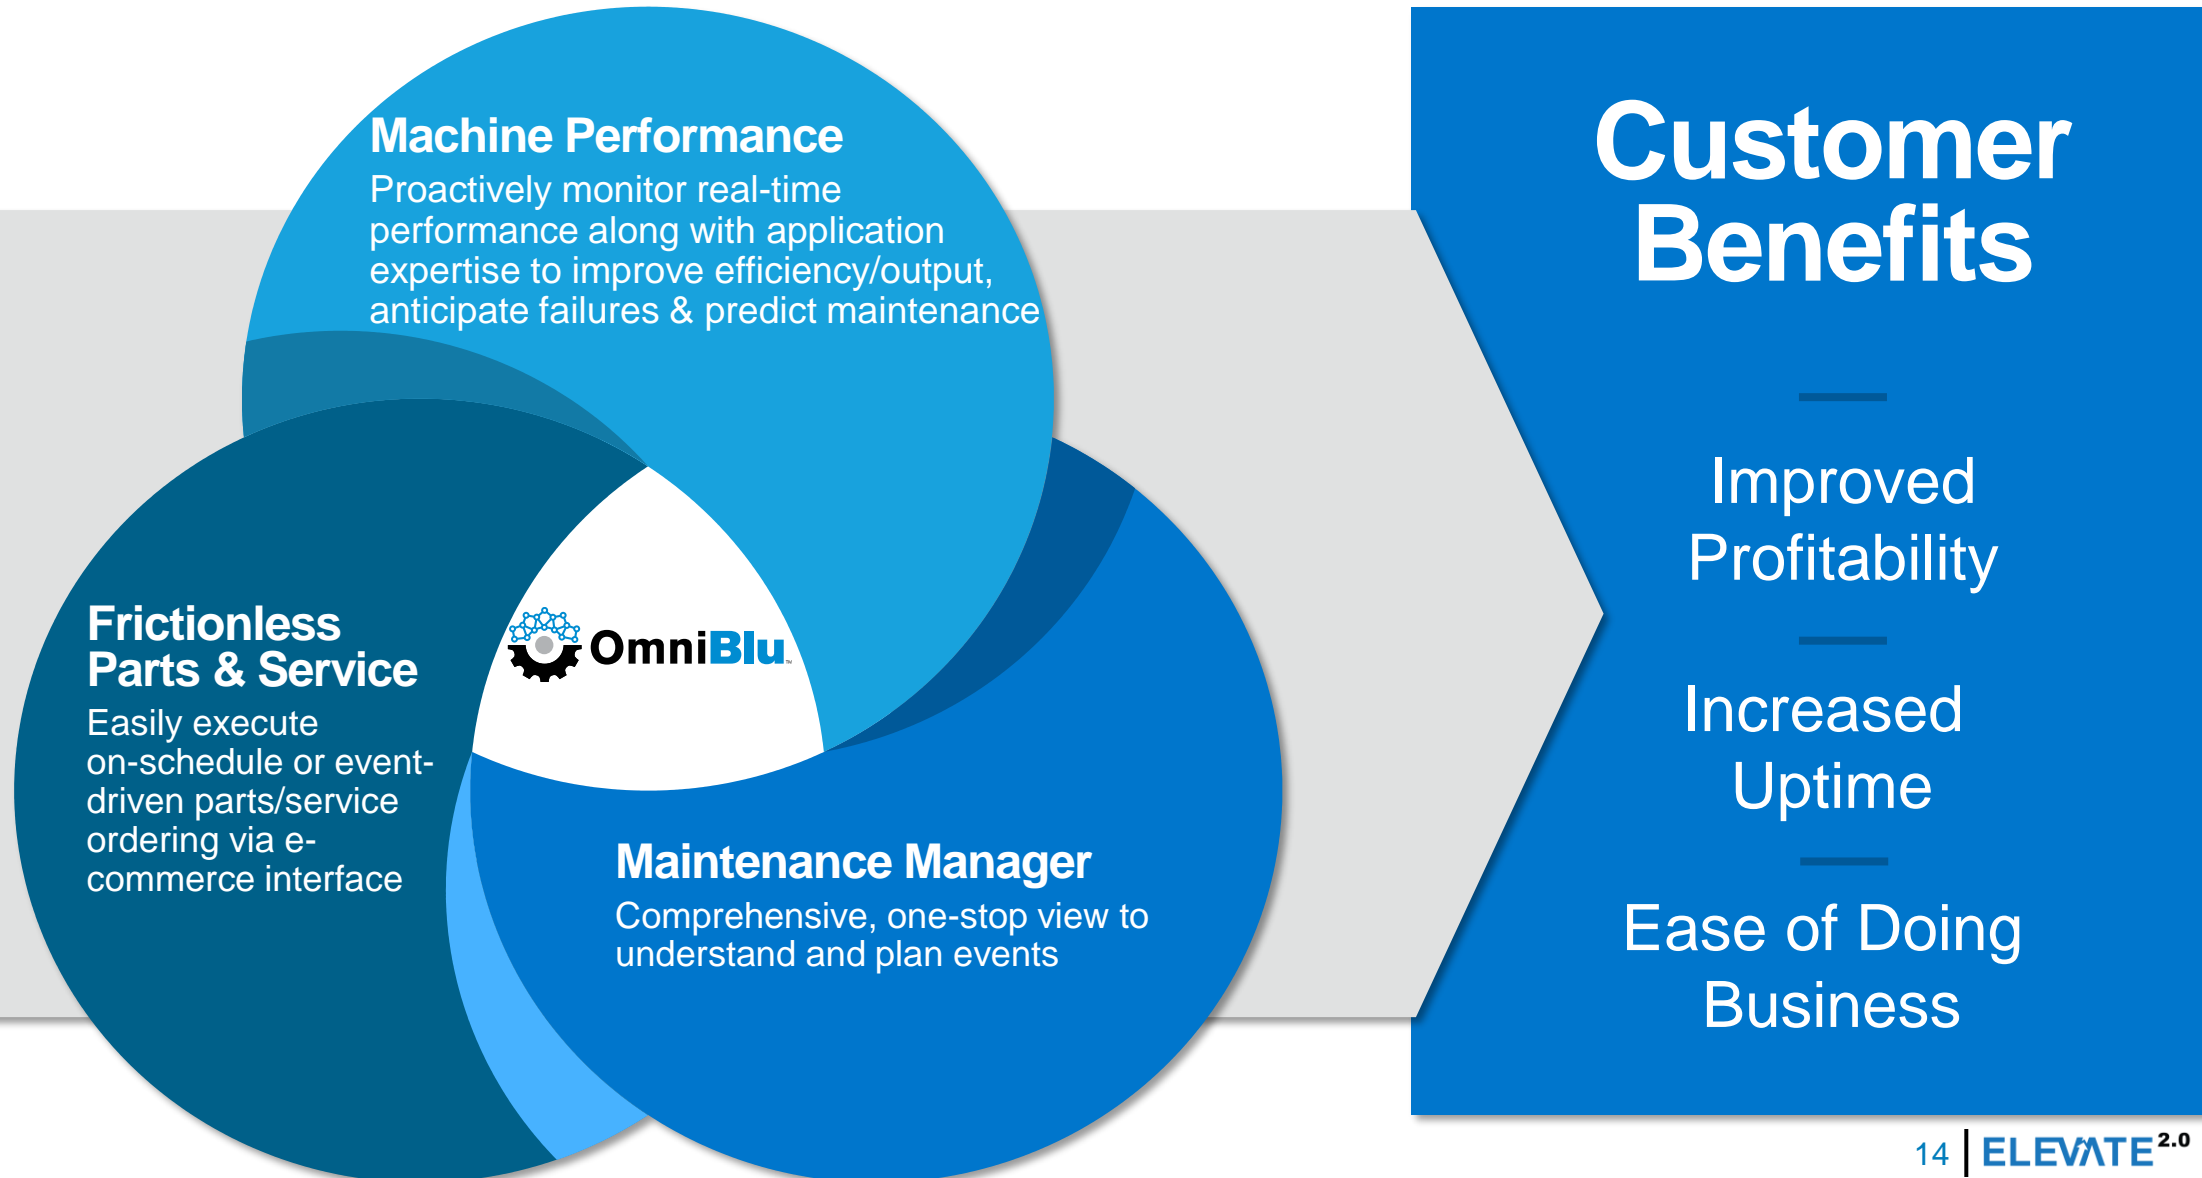 Machine Performance
Proactively monitor real-time
performance along with application
expertise to improve efficiency/output,
anticipate failures & predict maintenance
Frictionless
Parts & Service
Easily execute
on-schedule or event-
driven parts/service
ordering via e-
commerce interface
OmniBlu™
Maintenance Manager
Comprehensive, one-stop view to
understand and plan events
Customer
Benefits
Improved
Profitability
Increased
Uptime
Ease of Doing
Business
14 ELEVATE 2.0